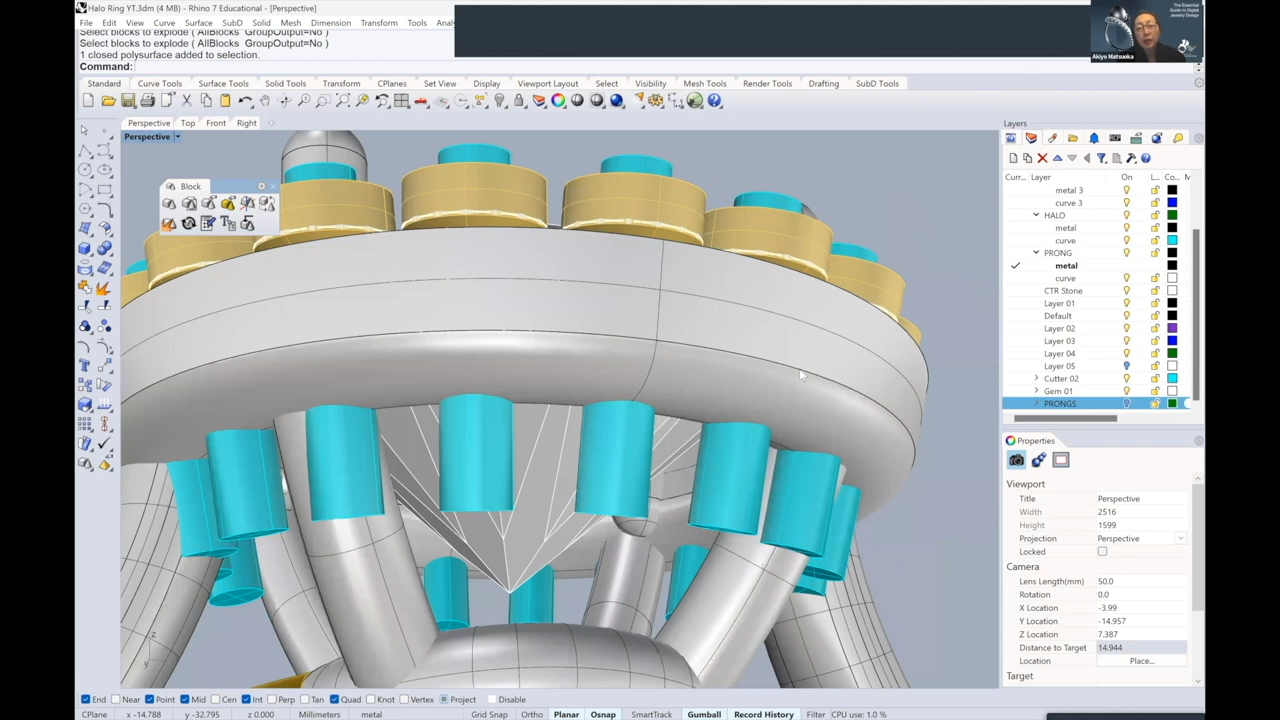 Halo Ring YT.3dm (4 MB) - Rhino 7 Educational - [Perspective]
File Edit View Curve Surface SubD Solid Mesh Dimension Transform Tools
Select blocks to explode ( AllBlocks GroupOutput=No )
Select blocks to explode ( AllBlocks GroupOutput=No )
1 closed polysurface added to selection.
Command:
The Essential
Guide to Digital
Jewelry Design
Akiyo Matsuoka
Standard Curve Tools Surface Tools Solid Tools Transform CPlanes Set View Display Viewport Layout Select Visibility Mesh Tools Render Tools Drafting SubD Tools
Perspective Top Front Right
Perspective
Block
Layers
Curr... Layer On L... Co... M
metal 3
curve 3
HALO
metal
curve
PRONG
metal
curve
CTR Stone
Layer 01
Default
Layer 02
Layer 03
Layer 04
Layer 05
Cutter 02
Gem 01
PRONGS
Properties
Viewport
Title Perspective
Width 2516
Height 1599
Projection Perspective
Locked
Camera
Lens Length(mm) 50.0
Rotation 0.0
X Location -3.99
Y Location -14.957
Z Location 7.387
Distance to Target 14.944
Location Place...
Target
z
End Near Point Mid Cen Int Perp Tan Quad Knot Vertex Project Disable
CPlane x -14.788 y -32.795 z 0.000 Millimeters metal Grid Snap Ortho Planar Osnap SmartTrack Gumball Record History Filter CPU use: 1.0 %